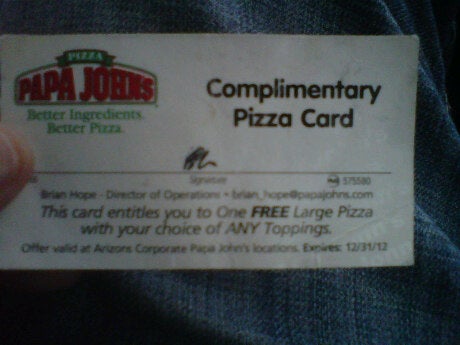 PIZZA
PAPA JOHNS
Better Ingredients.
Better Pizza.
Complimentary
Pizza Card
Signature
575580
Brian Hope - Director of Operations • brian_hope@papajohns.com
This card entitles you to One FREE Large Pizza
with your choice of ANY Toppings.
Offer valid at Arizona Corporate Papa John's locations. Expires: 12/31/12